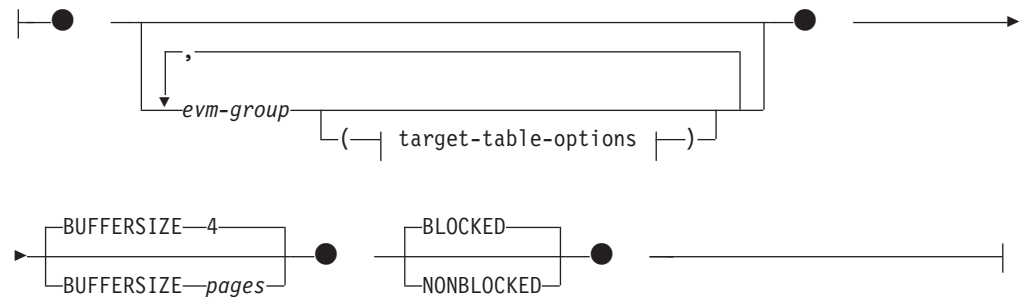 ,
evm-group
( target-table-options )
BUFFERSIZE 4 BLOCKED
BUFFERSIZE pages NONBLOCKED